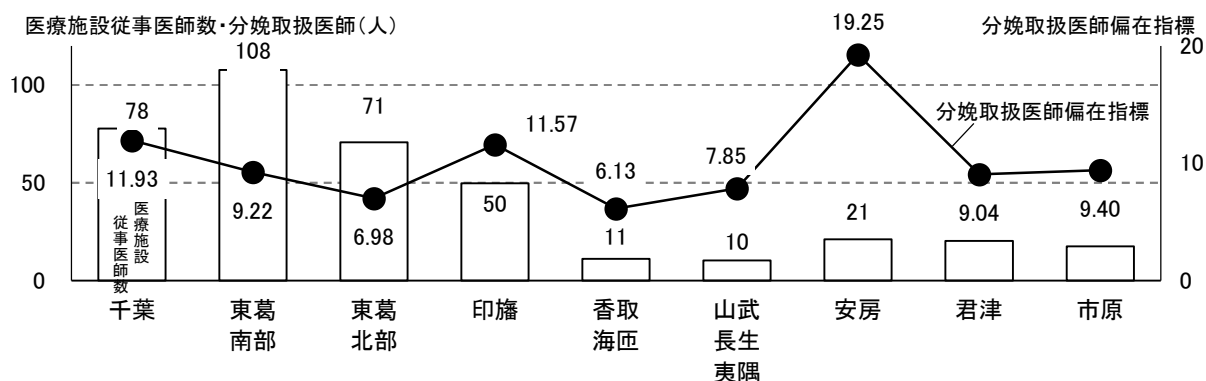 医療施設従事医師数・分娩取扱医師(人)
分娩取扱医師偏在指標
108
19.25
20
100
78
71
11.57
分娩取扱医師偏在指標
7.85
6.13
10
50
11.93
9.22
6.98
50
11
10
21
9.04
9.40
医療施設
従事医師数
0
0
千葉
東葛
南部
東葛
北部
印旛
香取
海匝
山武
長生
夷隅
安房
君津
市原